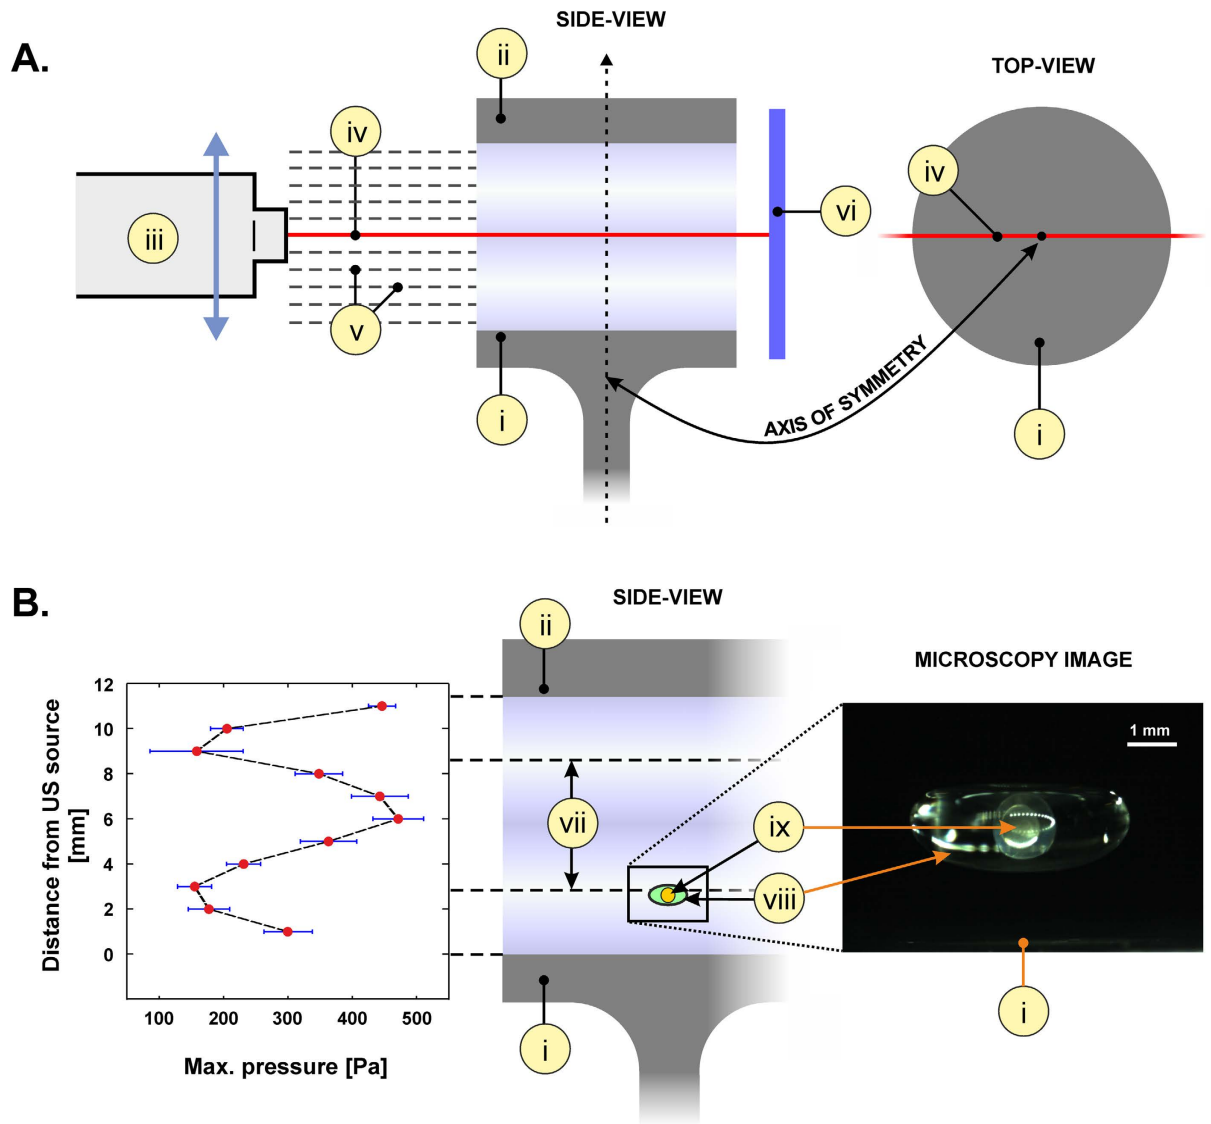 A.
SIDE-VIEW
TOP-VIEW
ii
iv
iv
iii
vi
v
i
AXIS OF SYMMETRY
i
B.
SIDE-VIEW
ii
MICROSCOPY IMAGE
1 mm
Distance from US source
[mm]
12
10
8
6
4
2
0
100
200
300
400
500
Max. pressure [Pa]
vii
ix
viii
i
i